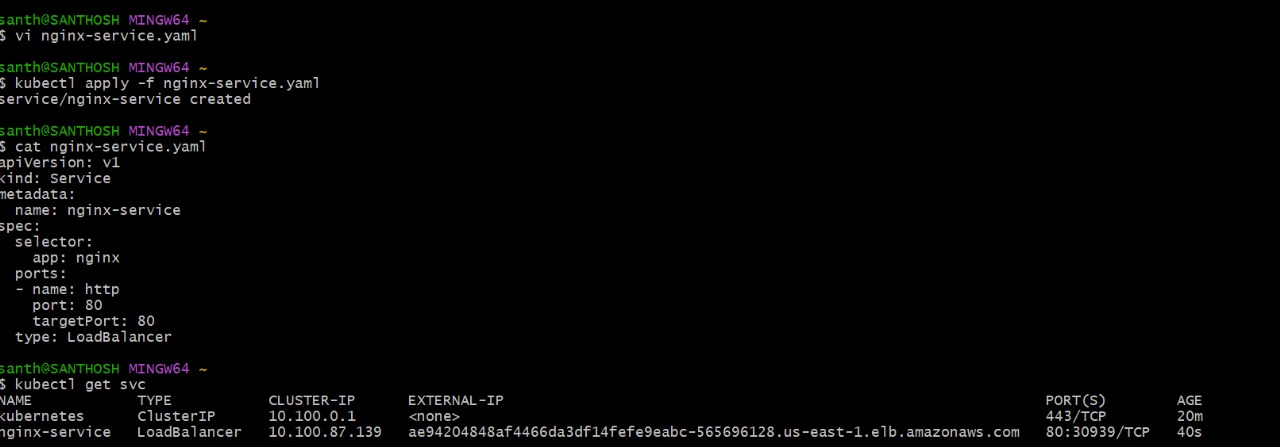 santh@SANTHOSH MINGW64 ~
$ vi nginx-service.yaml
santh@SANTHOSH MINGW64 ~
$ kubectl apply -f nginx-service.yaml
service/nginx-service created
santh@SANTHOSH MINGW64 ~
$ cat nginx-service.yaml
apiVersion: v1
kind: Service
metadata:
  name: nginx-service
spec:
  selector:
    app: nginx
  ports:
  - name: http
    port: 80
    targetPort: 80
  type: LoadBalancer
santh@SANTHOSH MINGW64 ~
$ kubectl get svc
NAME TYPE CLUSTER-IP EXTERNAL-IP PORT(S) AGE
kubernetes ClusterIP 10.100.0.1 <none> 443/TCP 20m
nginx-service LoadBalancer 10.100.87.139 ae94204848af4466da3df14fefe9eabc-565696128.us-east-1.elb.amazonaws.com 80:30939/TCP 40s